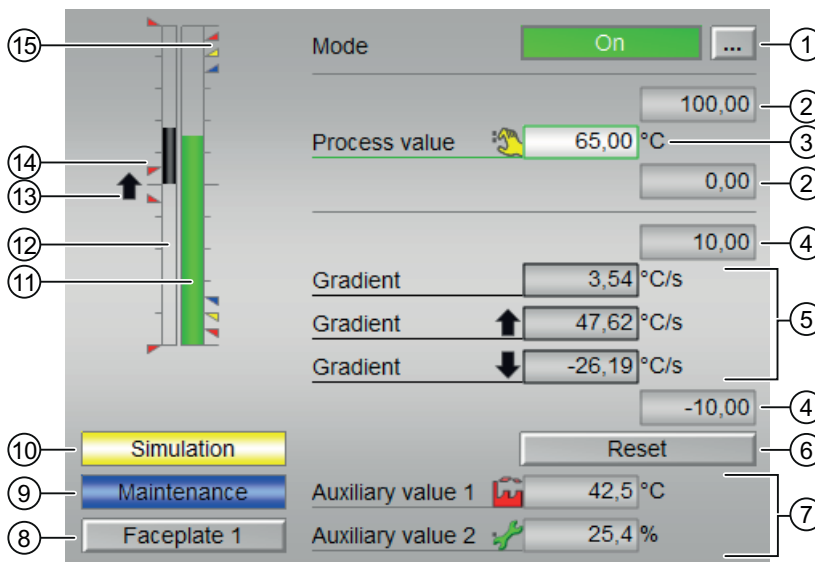 15
Mode On ... 1
100,00 2
14
Process value 65,00 °C 3
13
0,00 2
12
10,00 4
11
Gradient 3,54 °C/s
Gradient 47,62 °C/s 5
Gradient -26,19 °C/s
-10,00 4
10 Simulation Reset 6
9 Maintenance Auxiliary value 1 42,5 °C
7
8 Faceplate 1 Auxiliary value 2 25,4 %